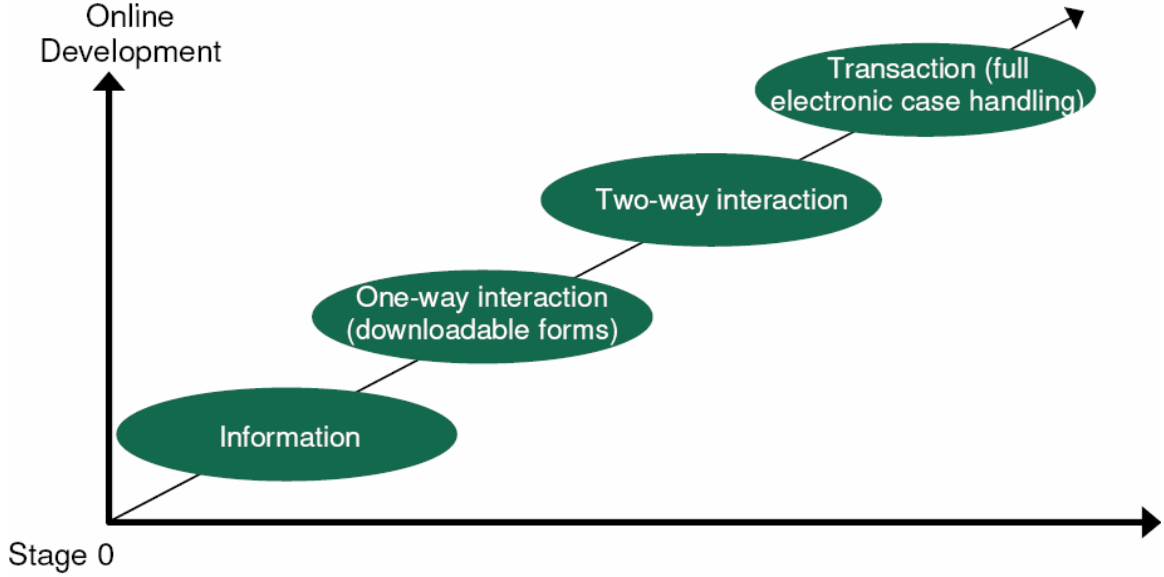 Online
Development
Transaction (full
electronic case handling)
Two-way interaction
One-way interaction
(downloadable forms)
Information
Stage 0